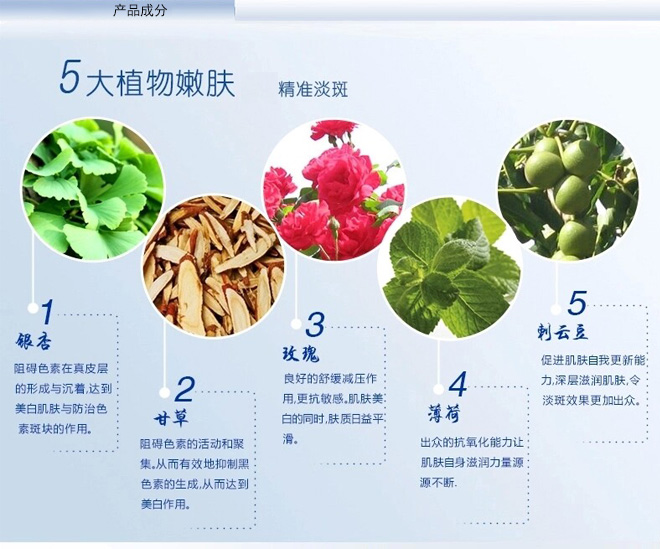 产品成分
5大植物嫩肤 精准淡斑
1
银杏
阻碍色素在真皮层
的形成与沉着,达到
美白肌肤与防治色
素斑块的作用。
2
甘草
阻碍色素的活动和聚
集。从而有效地抑制黑
色素的生成,从而达到
美白作用。
3
玫瑰
良好的舒缓减压作
用,更抗敏感。肌肤美
白的同时,肤质日益平
滑。
4
薄荷
出众的抗氧化能力让
肌肤自身滋润力量源
源不断.
5
刺云豆
促进肌肤自我更新能
力,深层滋润肌肤,令
淡斑效果更加出众。